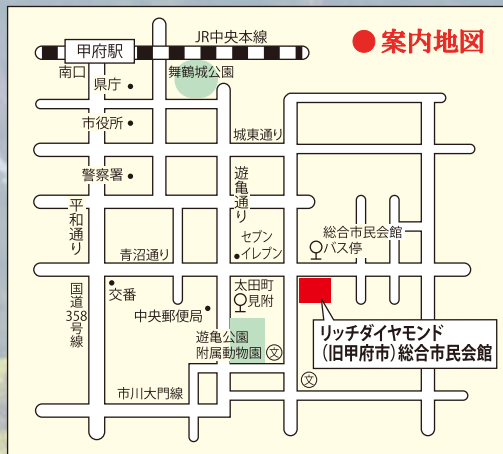 案内地図
JR中央本線
甲府駅
南口
舞鶴城公園
県庁
市役所
城東通り
警察署
遊亀通り
平和通り
セブン
イレブン
総合市民会館
バス停
青沼通り
交番
太田町
見附
国道
358
号線
中央郵便局
遊亀公園
附属動物園
文
リッチダイヤモンド
(旧甲府市)総合市民会館
文
市川大門線